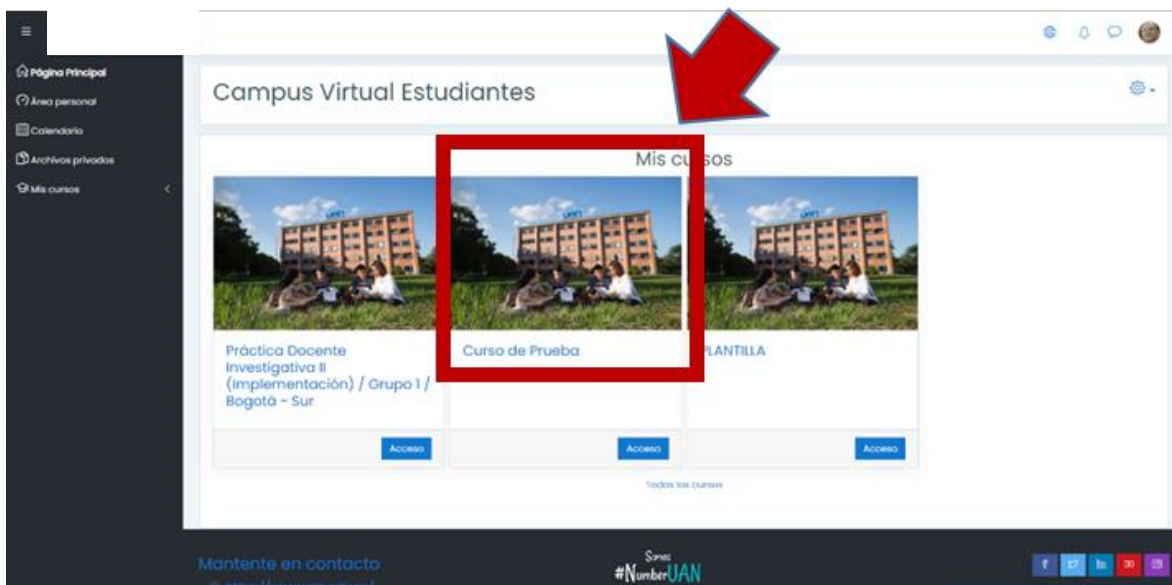 Página Principal
Área personal
Calendario
Archivos privados
Mis cursos
Campus Virtual Estudiantes
Mis cursos
Práctica Docente
Investigativa II
(Implementación) / Grupo 1 /
Bogotá - Sur
Curso de Prueba
PLANTILLA
Acceso
Acceso
Acceso
Todos los cursos
Mantente en contacto
Somos
#NumberUAN